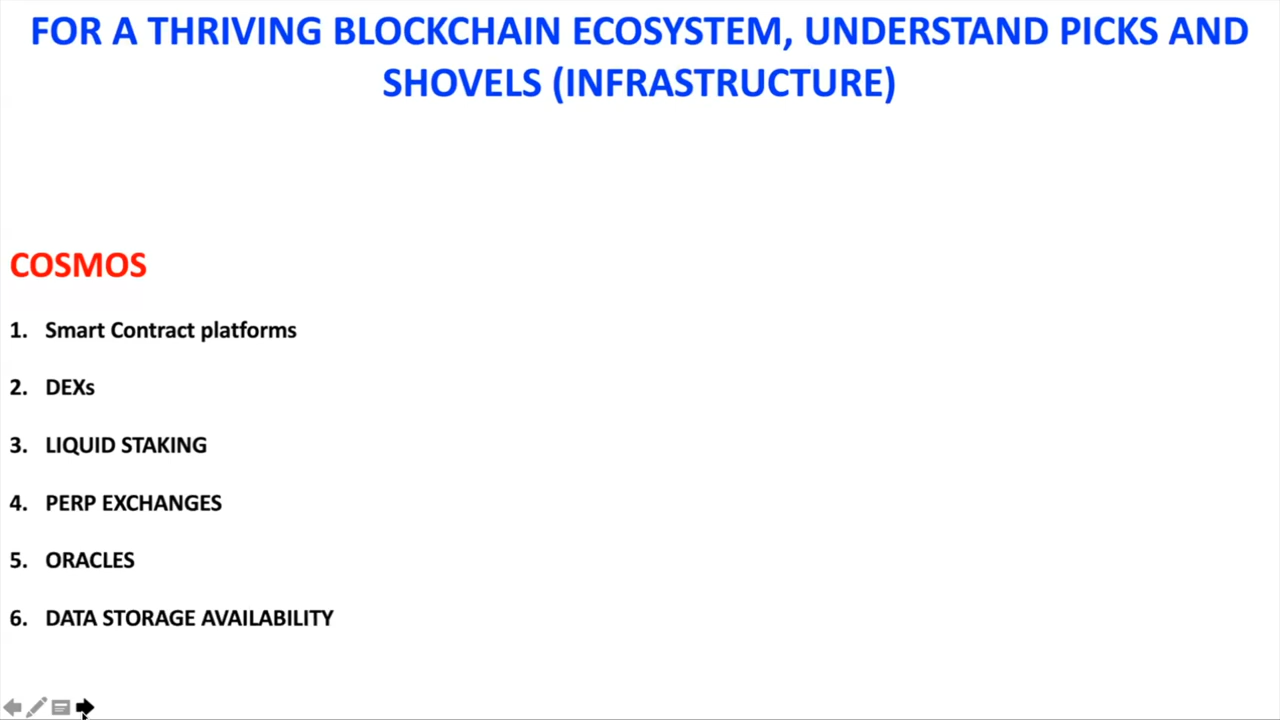 FOR A THRIVING BLOCKCHAIN ECOSYSTEM, UNDERSTAND PICKS AND
SHOVELS (INFRASTRUCTURE)
COSMOS
1. Smart Contract platforms
2. DEXs
3. LIQUID STAKING
4. PERP EXCHANGES
5. ORACLES
6. DATA STORAGE AVAILABILITY